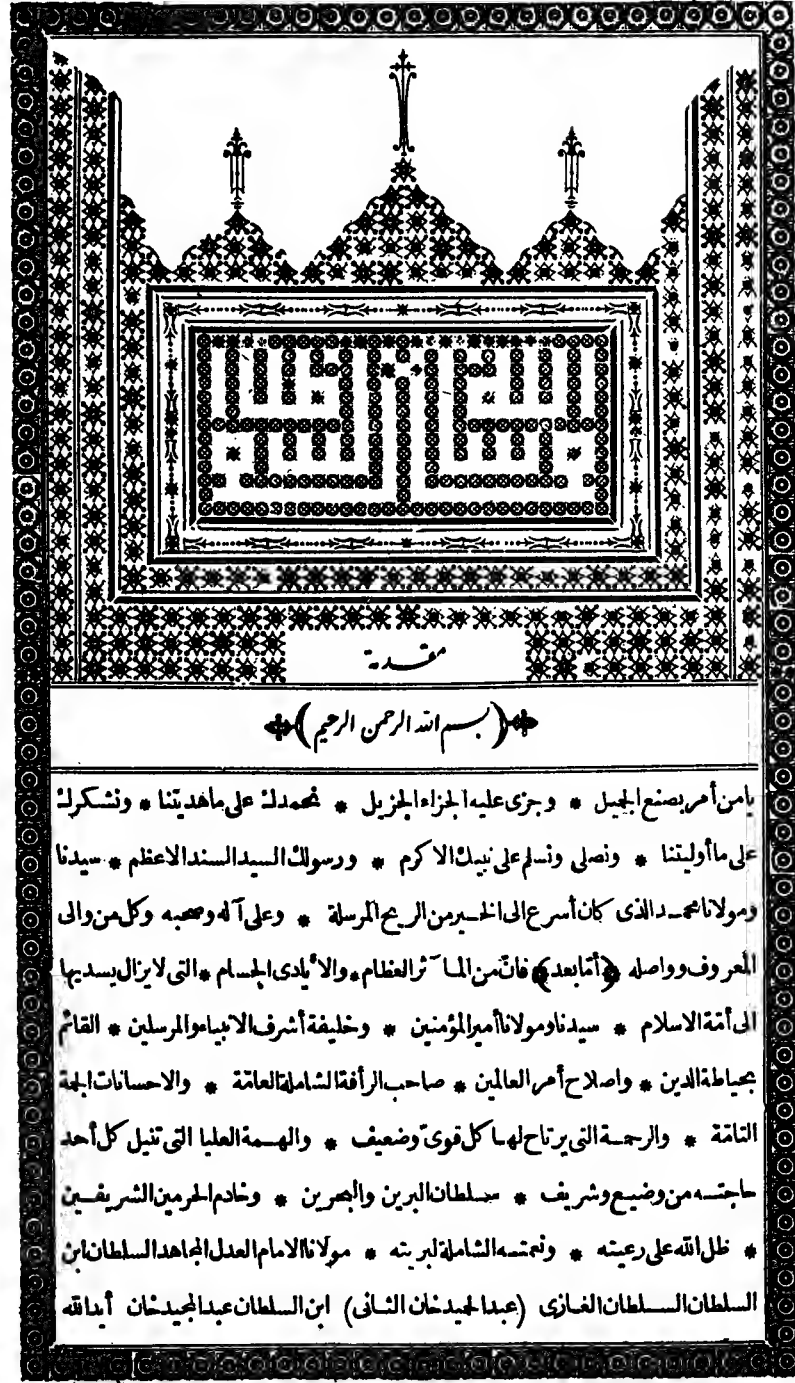 مقدمة
﴿بسم الله الرحمن الرحيم﴾
يامن أمر بصنع الجميل * وجزى عليه الجزاء الجزيل * نحمدك على ماهديتنا * ونشكرك
على ماأوليتنا * ونصلى ونسلم على نبيك الاكرم * ورسولك السيد السند الاعظم * سيدنا
ومولانا محمد الذى كان أسرع الى الخير من الريح المرسلة * وعلى آله وصحبه وكل من والى
المعروف وواصله ﴿أمّا بعد﴾ فانّ من المآثر العظام * والأيادى الجسام * التى لايزال يسديها
الى أمّة الاسلام * سيدنا ومولانا أمير المؤمنين * وخليفة أشرف الانبياء والمرسلين * القائم
بحياطة الدين * واصلاح أمر العالمين * صاحب الرأفة الشاملة العامّة * والاحسانات الجمة
التامّة * والرحمة التى يرتاح لها كل قوىّ وضعيف * والهمة العليا التى تنيل كل أحد
حاجته من وضيع وشريف * سلطان البرين والبحرين * وخادم الحرمين الشريفين
* ظل الله على رعيته * ونعمته الشاملة لبريته * مولانا الامام العدل المجاهد السلطان ابن
السلطان السلطان الغازى (عبد الحميد خان الثانى) ابن السلطان عبد المجيد خان أيد الله